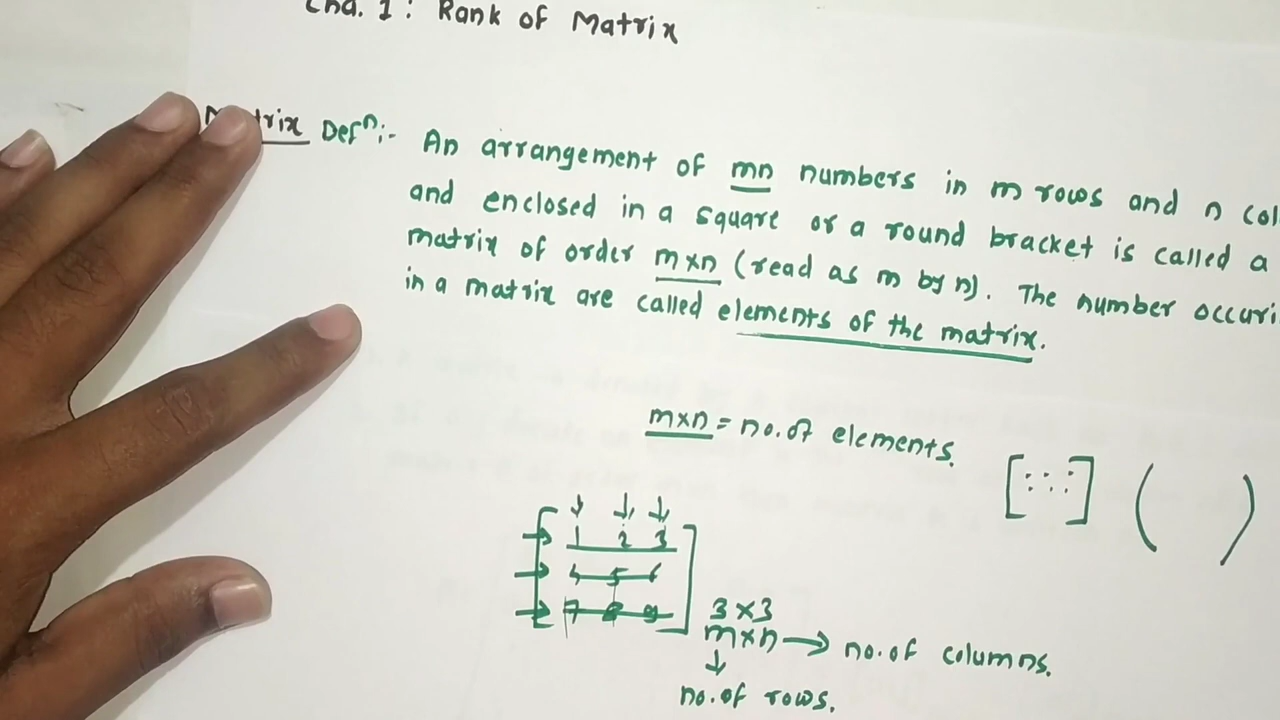 Cha. 1 : Rank of Matrix
Matrix Defⁿ:- An arrangement of mn numbers in m rows and n col
and enclosed in a square or a round bracket is called a
matrix of order m×n (read as m by n). The number occuri
in a matrix are called elements of the matrix.
m×n = no. of elements.
1 2 3
4 5 6
7 8 9
3×3
m×n → no. of columns.
↓
no. of rows.